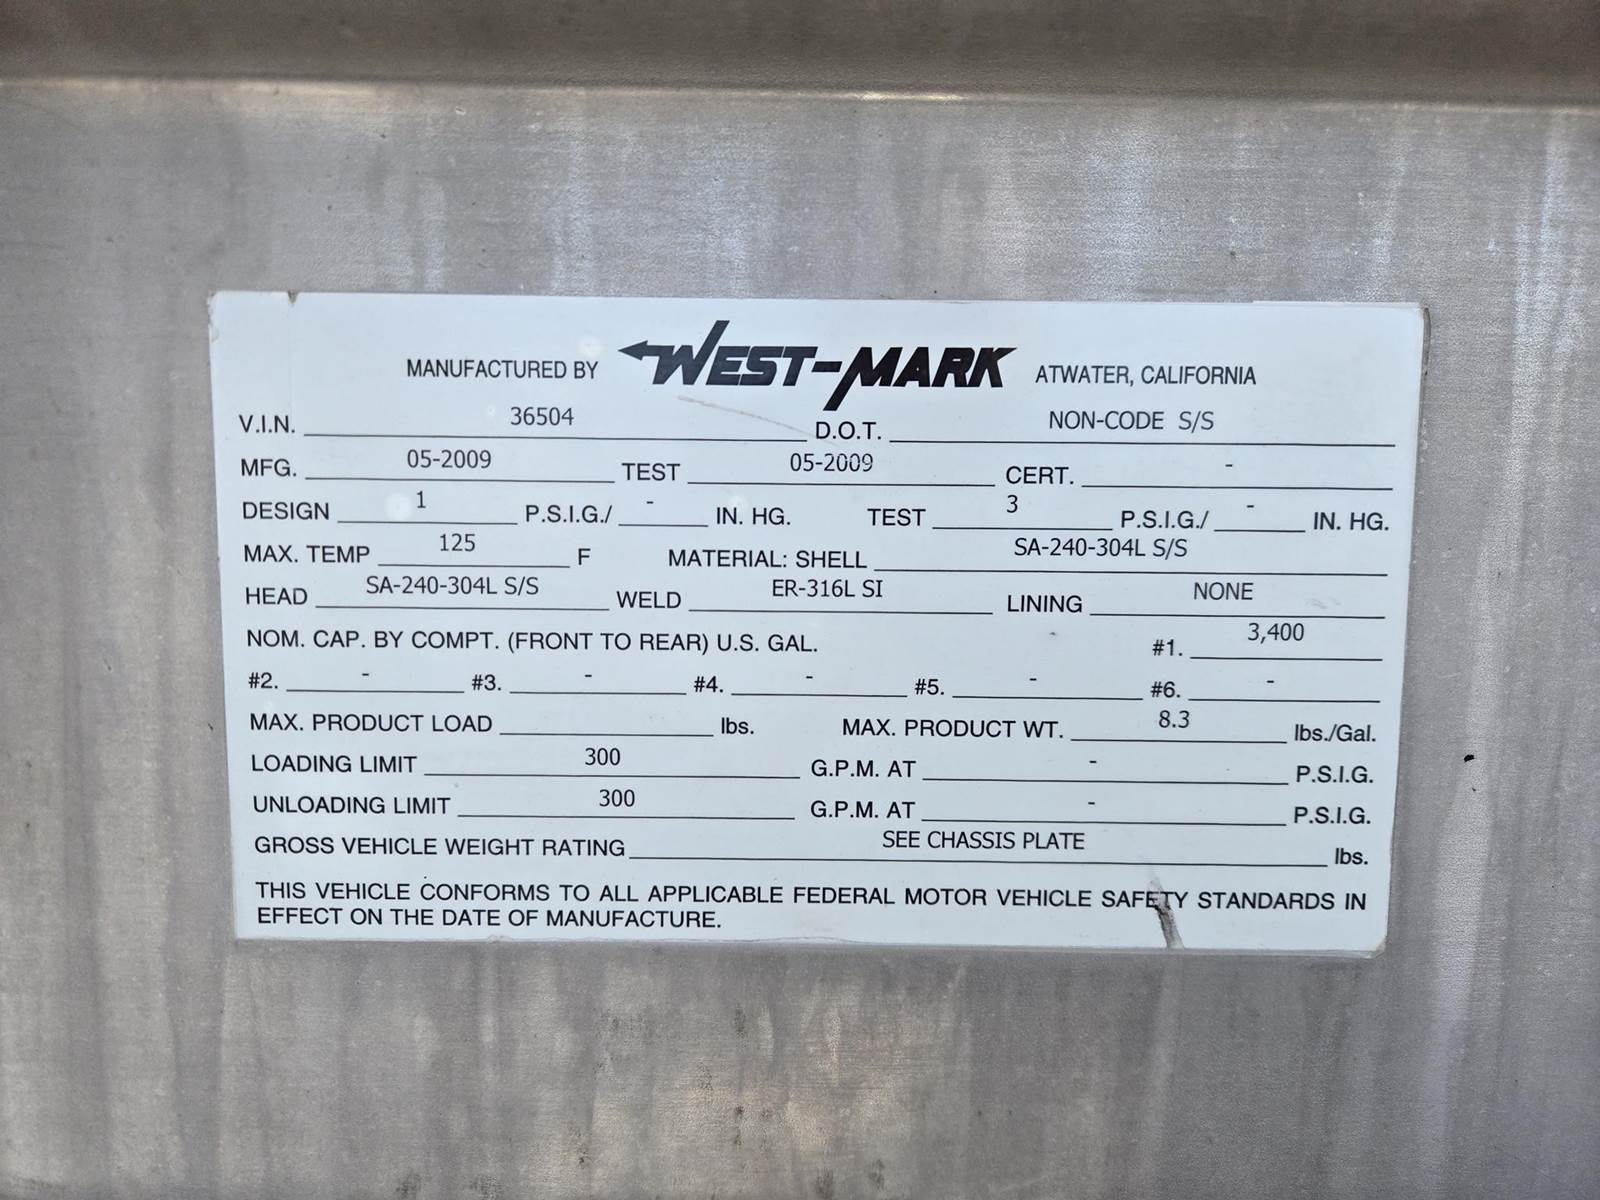 MANUFACTURED BY WEST-MARK ATWATER, CALIFORNIA
V.I.N. 36504 D.O.T. NON-CODE S/S
MFG. 05-2009 TEST 05-2009 CERT. -
DESIGN 1 P.S.I.G./ - IN. HG. TEST 3 P.S.I.G./ - IN. HG.
MAX. TEMP 125 F MATERIAL: SHELL SA-240-304L S/S
HEAD SA-240-304L S/S WELD ER-316L SI LINING NONE
NOM. CAP. BY COMPT. (FRONT TO REAR) U.S. GAL. #1. 3,400
#2. - #3. - #4. - #5. - #6. -
MAX. PRODUCT LOAD lbs. MAX. PRODUCT WT. 8.3 lbs./Gal.
LOADING LIMIT 300 G.P.M. AT - P.S.I.G.
UNLOADING LIMIT 300 G.P.M. AT - P.S.I.G.
GROSS VEHICLE WEIGHT RATING SEE CHASSIS PLATE lbs.
THIS VEHICLE CONFORMS TO ALL APPLICABLE FEDERAL MOTOR VEHICLE SAFETY STANDARDS IN
EFFECT ON THE DATE OF MANUFACTURE.